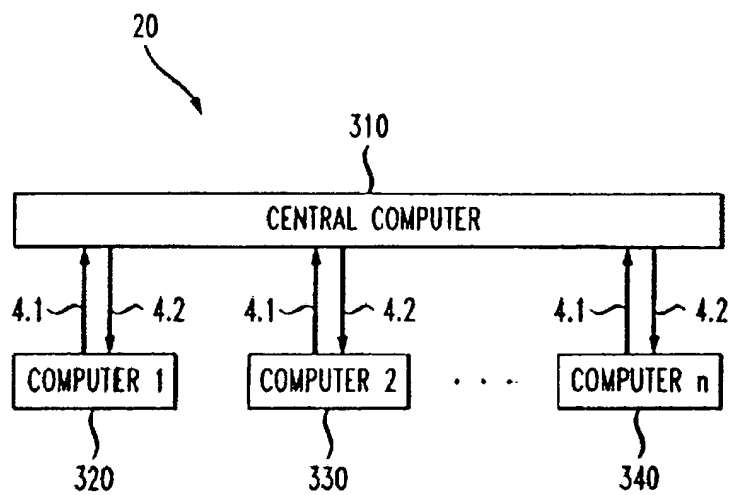 20
310
CENTRAL COMPUTER
4.1 4.2 4.1 4.2 4.1 4.2
COMPUTER 1 COMPUTER 2 . . . COMPUTER n
320 330 340